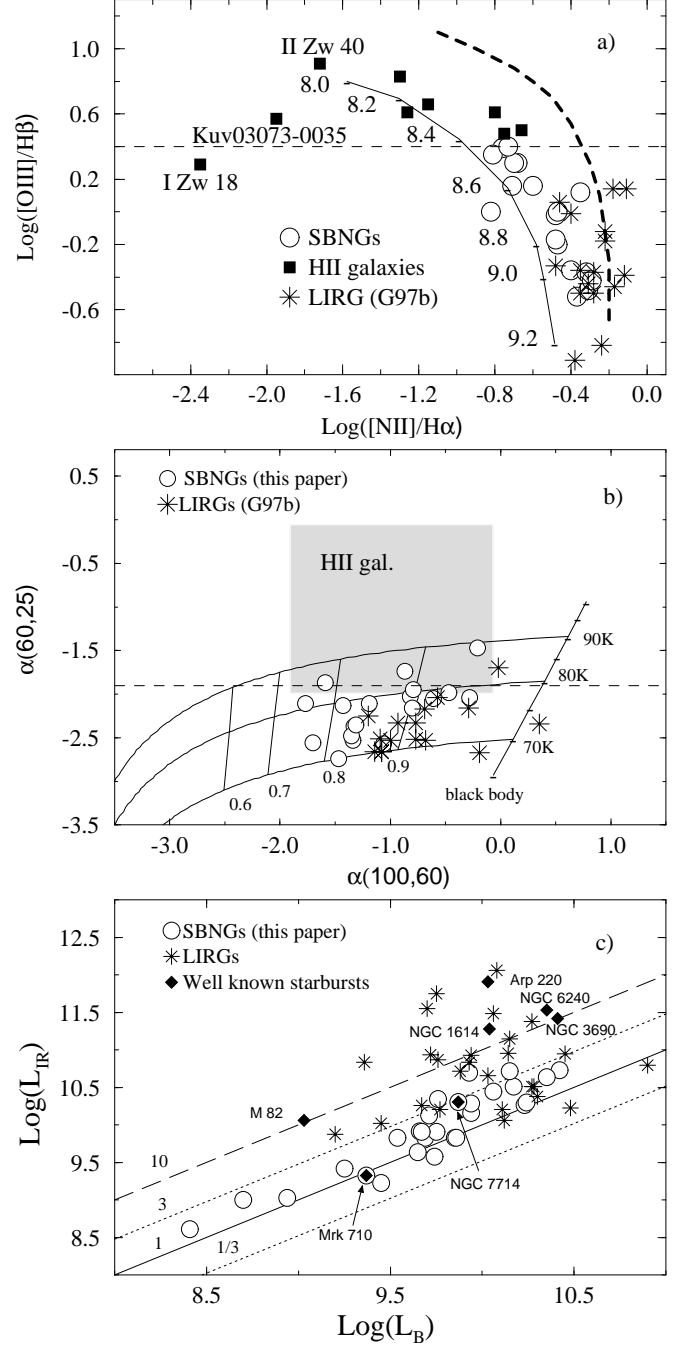 a)
1.0
0.6
0.2
-0.2
-0.6
Log([OIII]/Hβ)
II Zw 40
8.0
8.2
Kuv03073-0035
8.4
I Zw 18
8.6
8.8
9.0
9.2
SBNGs
HII galaxies
LIRG (G97b)
-2.4 -2.0 -1.6 -1.2 -0.8 -0.4 0.0
Log([NII]/Hα)
b)
0.5
-0.5
-1.5
-2.5
-3.5
α(60,25)
SBNGs (this paper)
LIRGs (G97b)
HII gal.
90K
80K
70K
0.6
0.7
0.8
0.9
black body
-3.0 -2.0 -1.0 0.0 1.0
α(100,60)
c)
12.5
11.5
10.5
9.5
8.5
Log(L_IR)
SBNGs (this paper)
LIRGs
Well known starbursts
Arp 220
NGC 6240
NGC 1614
NGC 3690
M 82
10
3
1
1/3
NGC 7714
Mrk 710
8.5 9.5 10.5
Log(L_B)